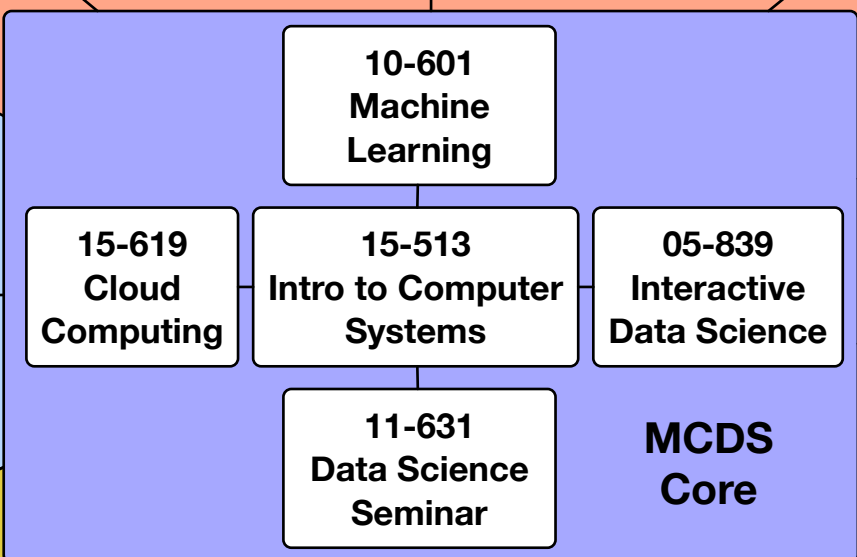 10-601
Machine
Learning
15-619
Cloud
Computing
15-513
Intro to Computer
Systems
05-839
Interactive
Data Science
11-631
Data Science
Seminar
MCDS
Core